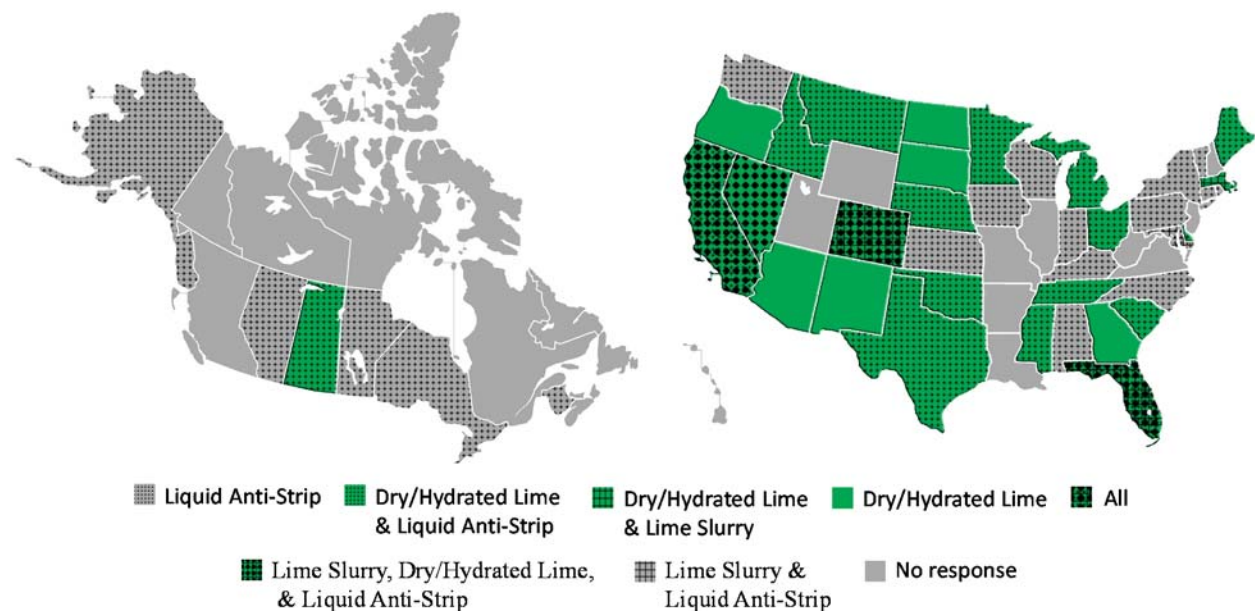 Liquid Anti-Strip
Dry/Hydrated Lime
& Liquid Anti-Strip
Dry/Hydrated Lime
& Lime Slurry
Dry/Hydrated Lime
All
Lime Slurry, Dry/Hydrated Lime,
& Liquid Anti-Strip
Lime Slurry &
Liquid Anti-Strip
No response